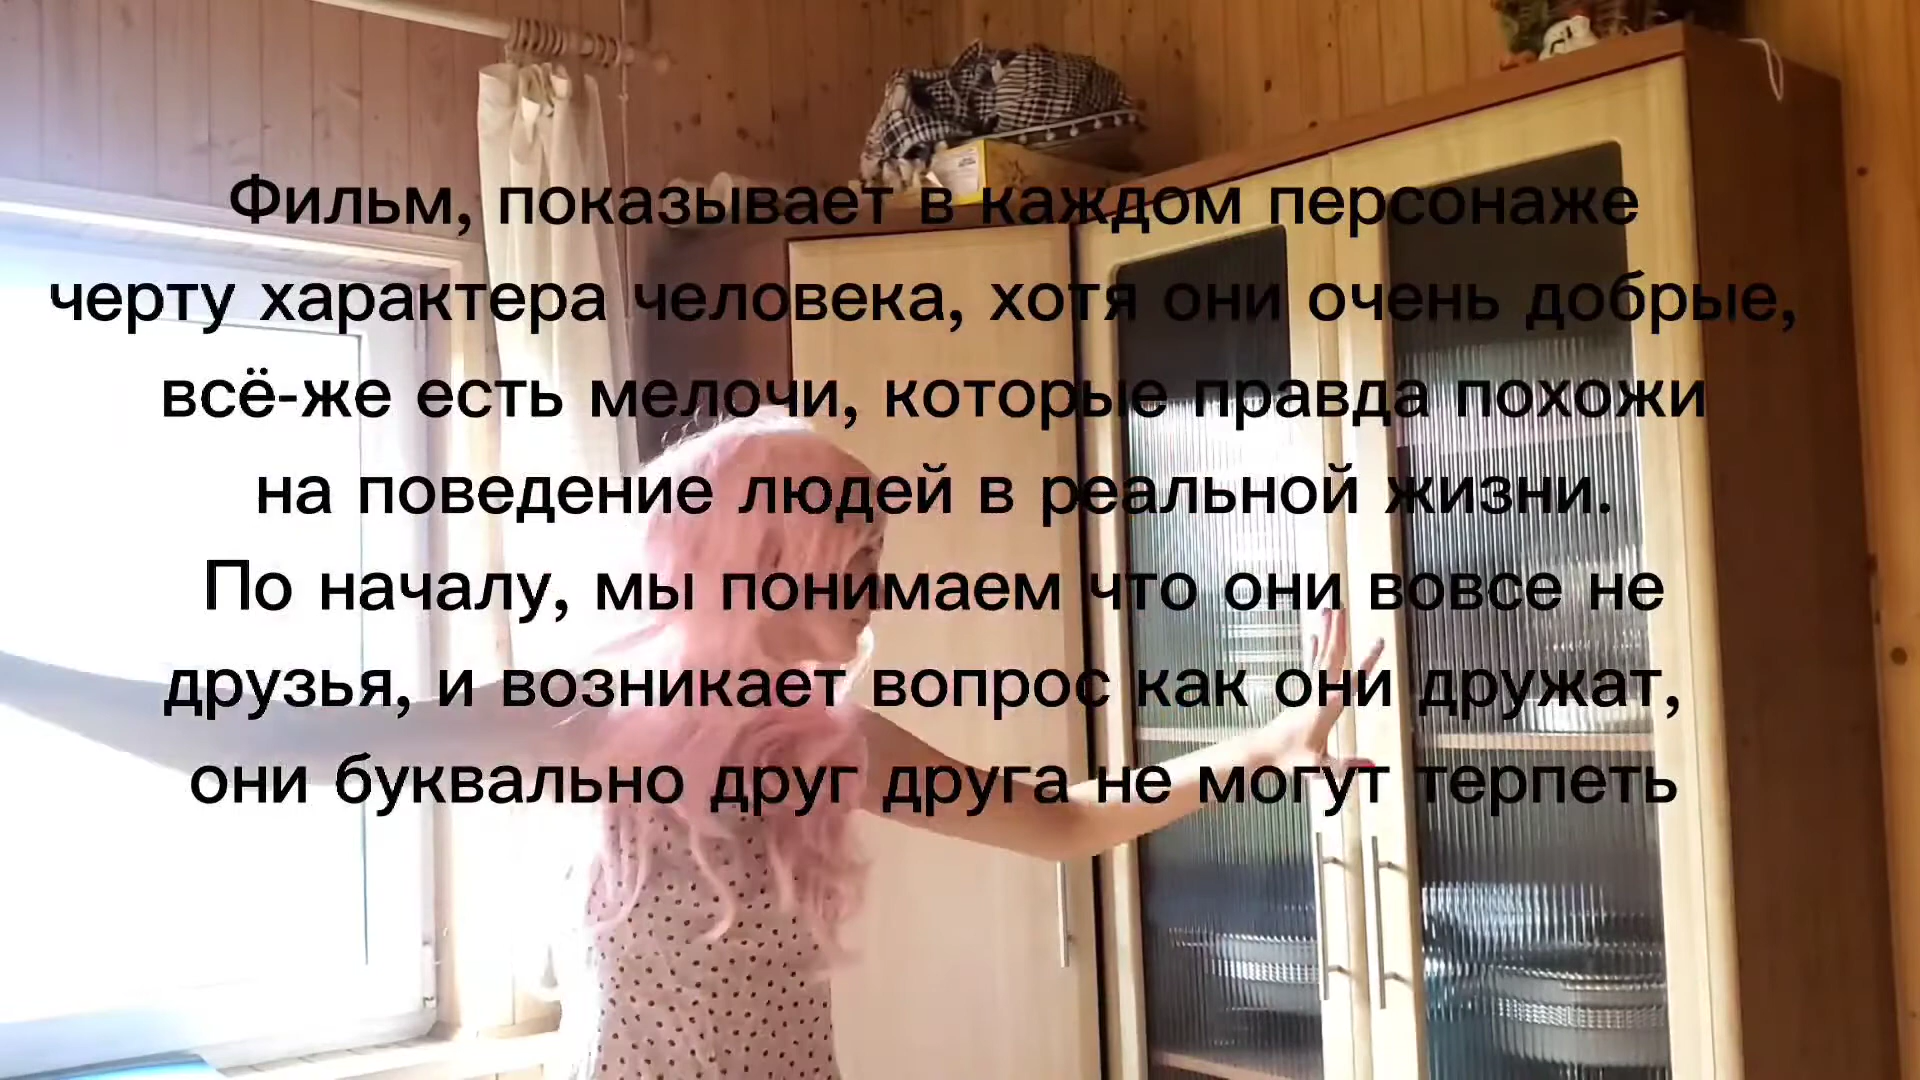 Фильм, показывает в каждом персонаже
черту характера человека, хотя они очень добрые,
всё-же есть мелочи, которые правда похожи
на поведение людей в реальной жизни.
По началу, мы понимаем что они вовсе не
друзья, и возникает вопрос как они дружат,
они буквально друг друга не могут терпеть